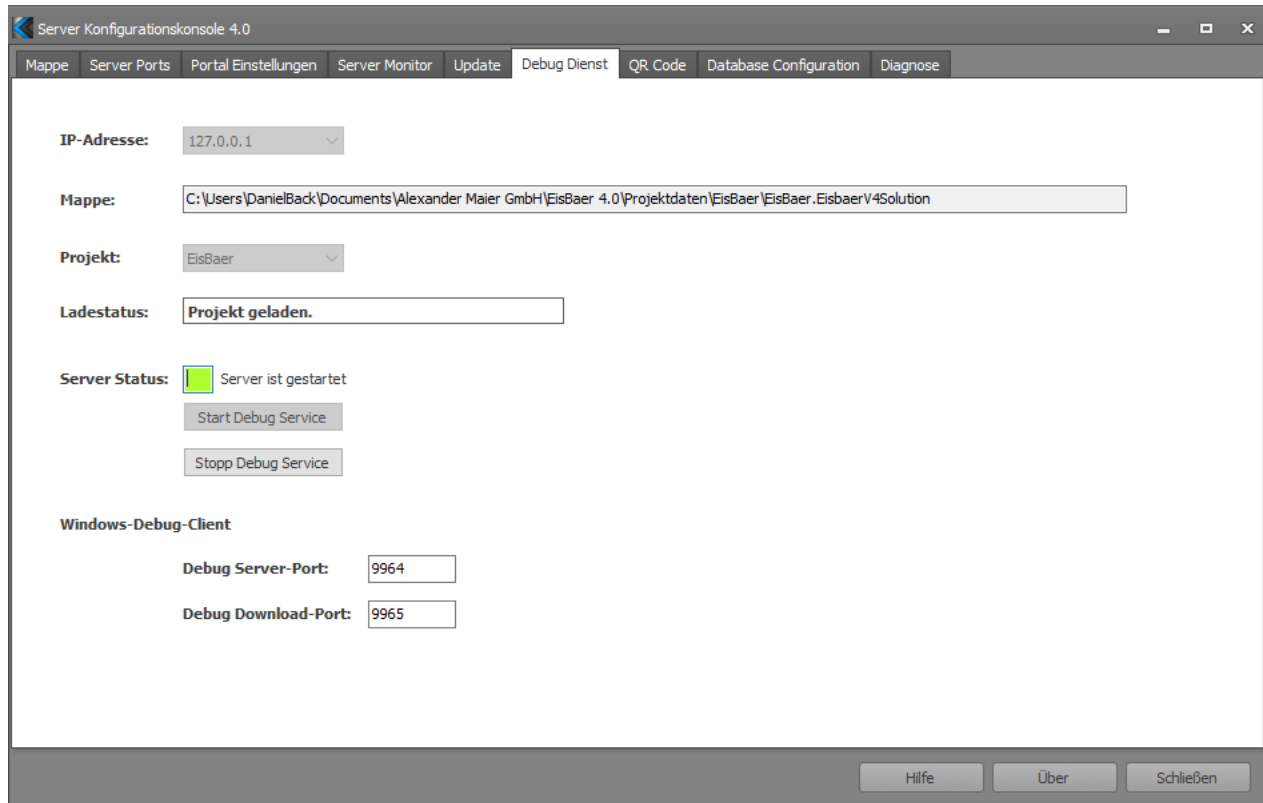 Server Konfigurationskonsole 4.0
Mappe Server Ports Portal Einstellungen Server Monitor Update Debug Dienst QR Code Database Configuration Diagnose
IP-Adresse: 127.0.0.1
Mappe: C:\Users\DanielBack\Documents\Alexander Maier GmbH\EisBaer 4.0\Projektdaten\EisBaer\EisBaer.EisbaerV4Solution
Projekt: EisBaer
Ladestatus: Projekt geladen.
Server Status: Server ist gestartet
Start Debug Service
Stopp Debug Service
Windows-Debug-Client
Debug Server-Port: 9964
Debug Download-Port: 9965
Hilfe Über Schließen